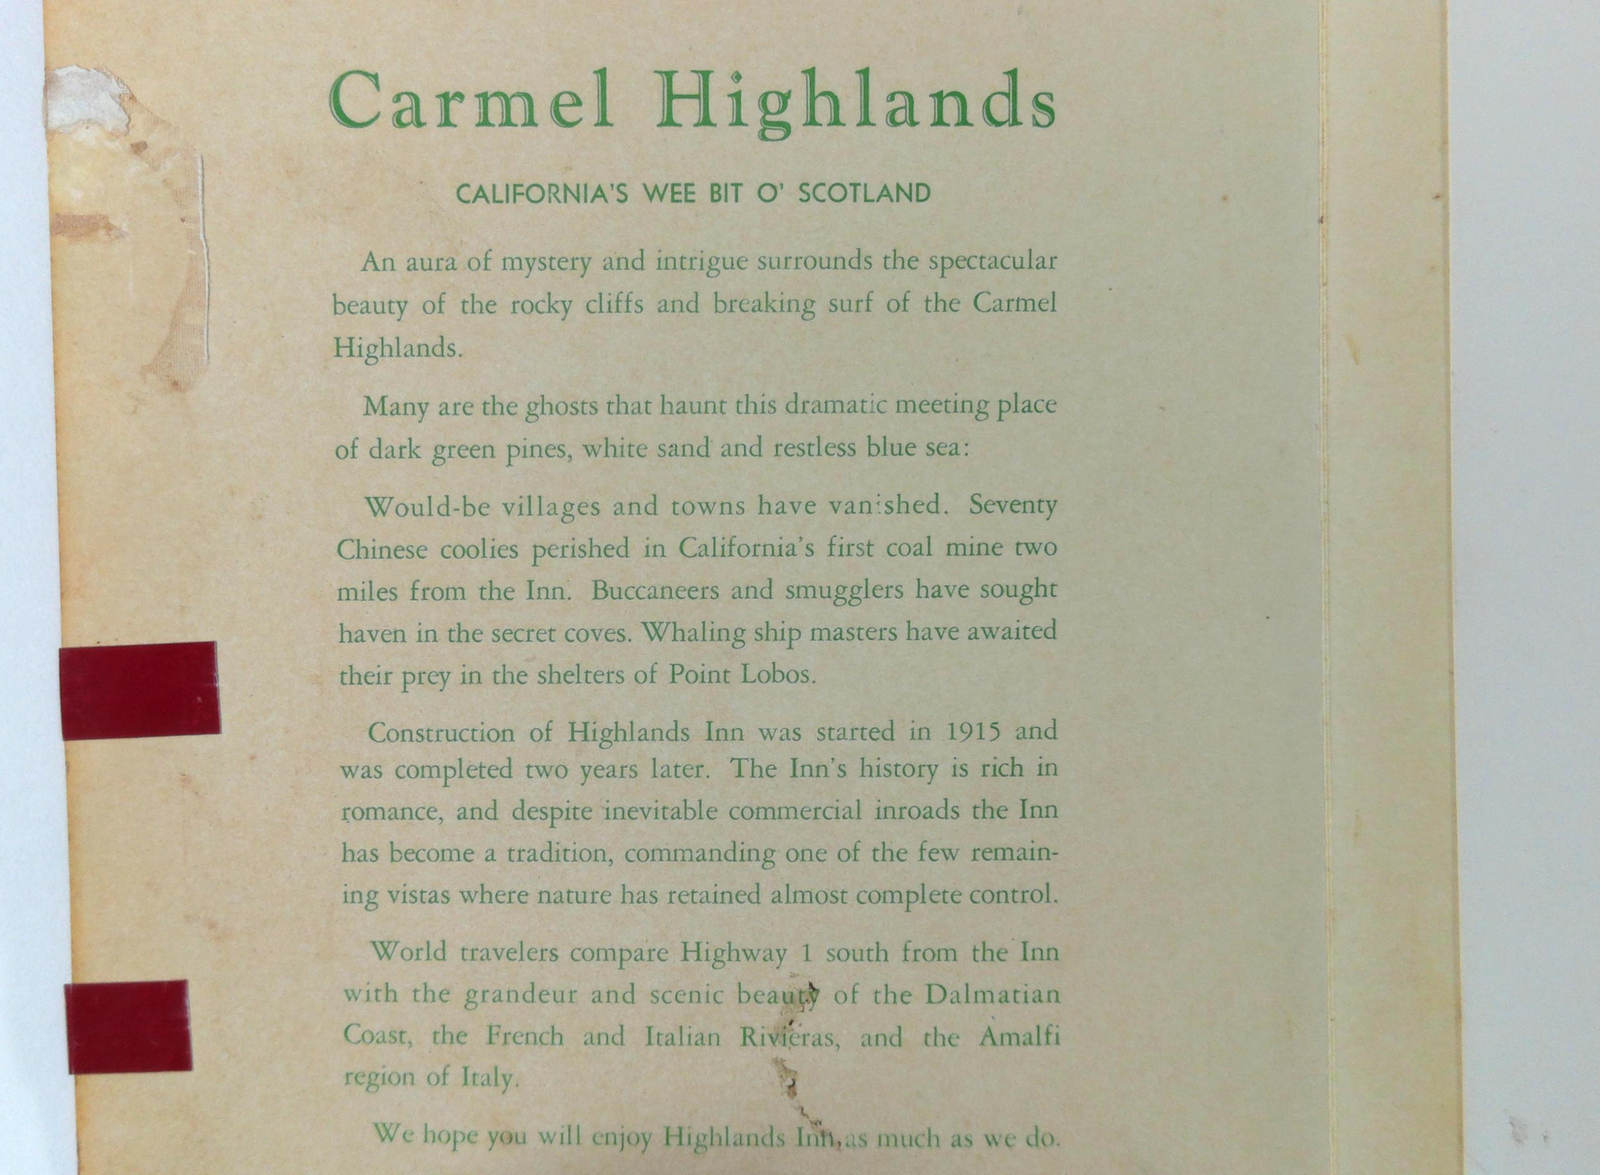 Carmel Highlands
CALIFORNIA'S WEE BIT O' SCOTLAND
An aura of mystery and intrigue surrounds the spectacular
beauty of the rocky cliffs and breaking surf of the Carmel
Highlands.
Many are the ghosts that haunt this dramatic meeting place
of dark green pines, white sand and restless blue sea:
Would-be villages and towns have vanished. Seventy
Chinese coolies perished in California's first coal mine two
miles from the Inn. Buccaneers and smugglers have sought
haven in the secret coves. Whaling ship masters have awaited
their prey in the shelters of Point Lobos.
Construction of Highlands Inn was started in 1915 and
was completed two years later. The Inn's history is rich in
romance, and despite inevitable commercial inroads the Inn
has become a tradition, commanding one of the few remain-
ing vistas where nature has retained almost complete control.
World travelers compare Highway 1 south from the Inn
with the grandeur and scenic beauty of the Dalmatian
Coast, the French and Italian Rivieras, and the Amalfi
region of Italy.
We hope you will enjoy Highlands Inn, as much as we do.